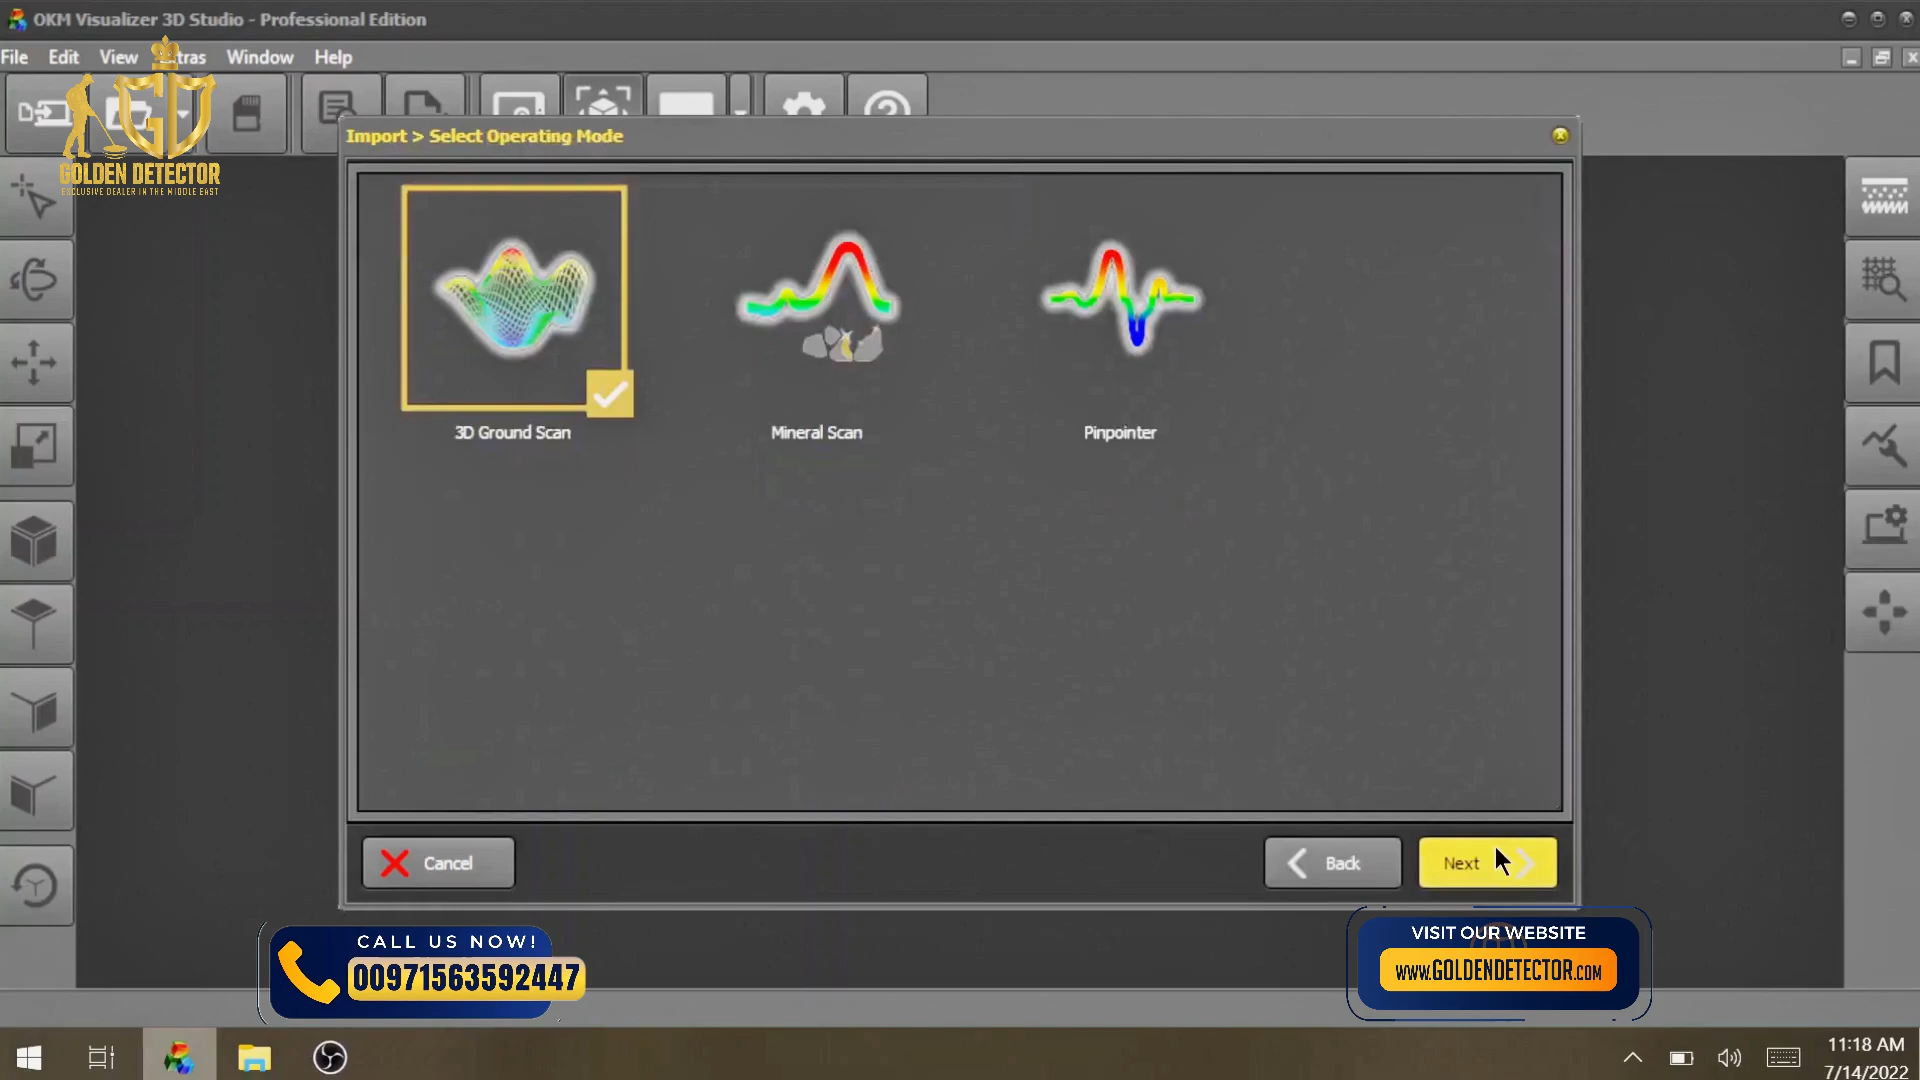 OKM Visualizer 3D Studio - Professional Edition
File Edit View Extras Window Help
GOLDEN DETECTOR
EXCLUSIVE DEALER IN THE MIDDLE EAST
Import > Select Operating Mode
3D Ground Scan
Mineral Scan
Pinpointer
Cancel
Back
Next
CALL US NOW!
00971563592447
VISIT OUR WEBSITE
WWW.GOLDENDETECTOR.COM
11:18 AM
7/14/2022